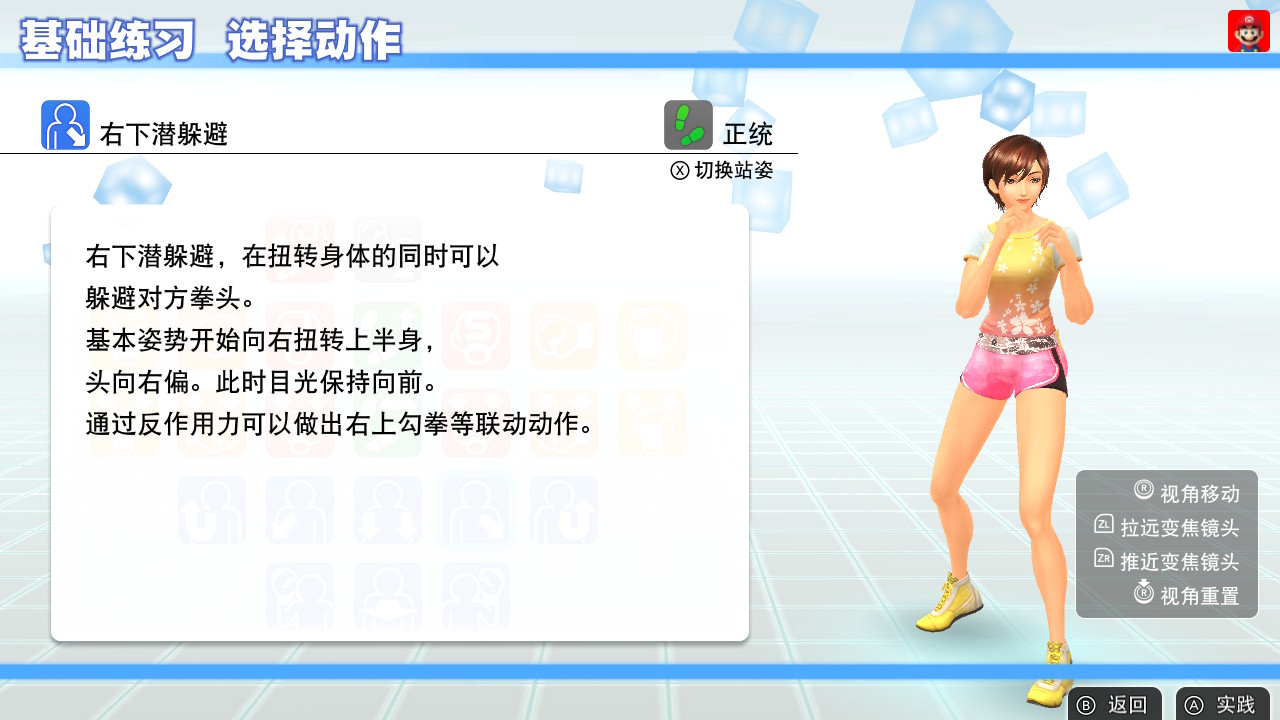 基础练习 选择动作
右下潜躲避
正统
Ⓧ切换站姿
右下潜躲避，在扭转身体的同时可以
躲避对方拳头。
基本姿势开始向右扭转上半身，
头向右偏。此时目光保持向前。
通过反作用力可以做出右上勾拳等联动动作。
Ⓡ 视角移动
ZL 拉远变焦镜头
ZR 推近变焦镜头
Ⓡ 视角重置
Ⓑ 返回
Ⓐ 实践